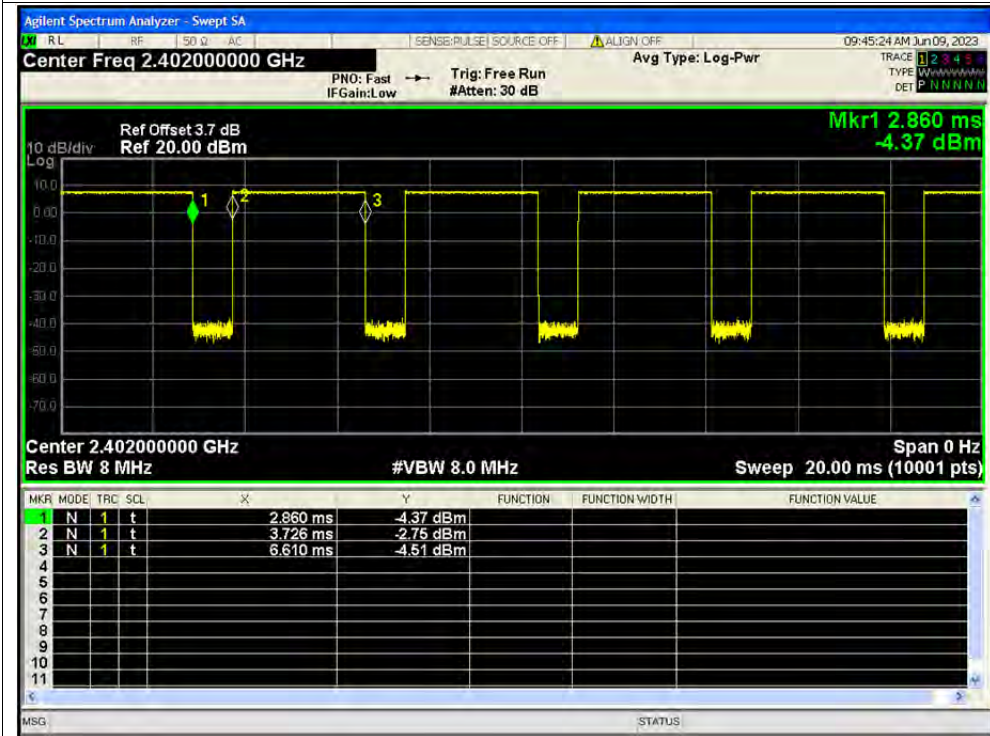 Agilent Spectrum Analyzer - Swept SA
LXI RL RF 50 Ω AC SENSE:PULSE SOURCE OFF ALIGN OFF 09:45:24 AM Jun 09, 2023
Center Freq 2.402000000 GHz
PNO: Fast
IFGain:Low
Trig: Free Run
#Atten: 30 dB
Avg Type: Log-Pwr
TRACE 1 2 3 4 5 6
TYPE W
DET P N N N N N
Mkr1 2.860 ms
-4.37 dBm
Ref Offset 3.7 dB
10 dB/div Ref 20.00 dBm
Log
10.0
0.00
-10.0
-20.0
-30.0
-40.0
-50.0
-60.0
-70.0
1 2 3
Center 2.402000000 GHz Span 0 Hz
Res BW 8 MHz #VBW 8.0 MHz Sweep 20.00 ms (10001 pts)
MKR MODE TRC SCL X Y FUNCTION FUNCTION WIDTH FUNCTION VALUE
1 N 1 t 2.860 ms -4.37 dBm
2 N 1 t 3.726 ms -2.75 dBm
3 N 1 t 6.610 ms -4.51 dBm
4
5
6
7
8
9
10
11
MSG STATUS